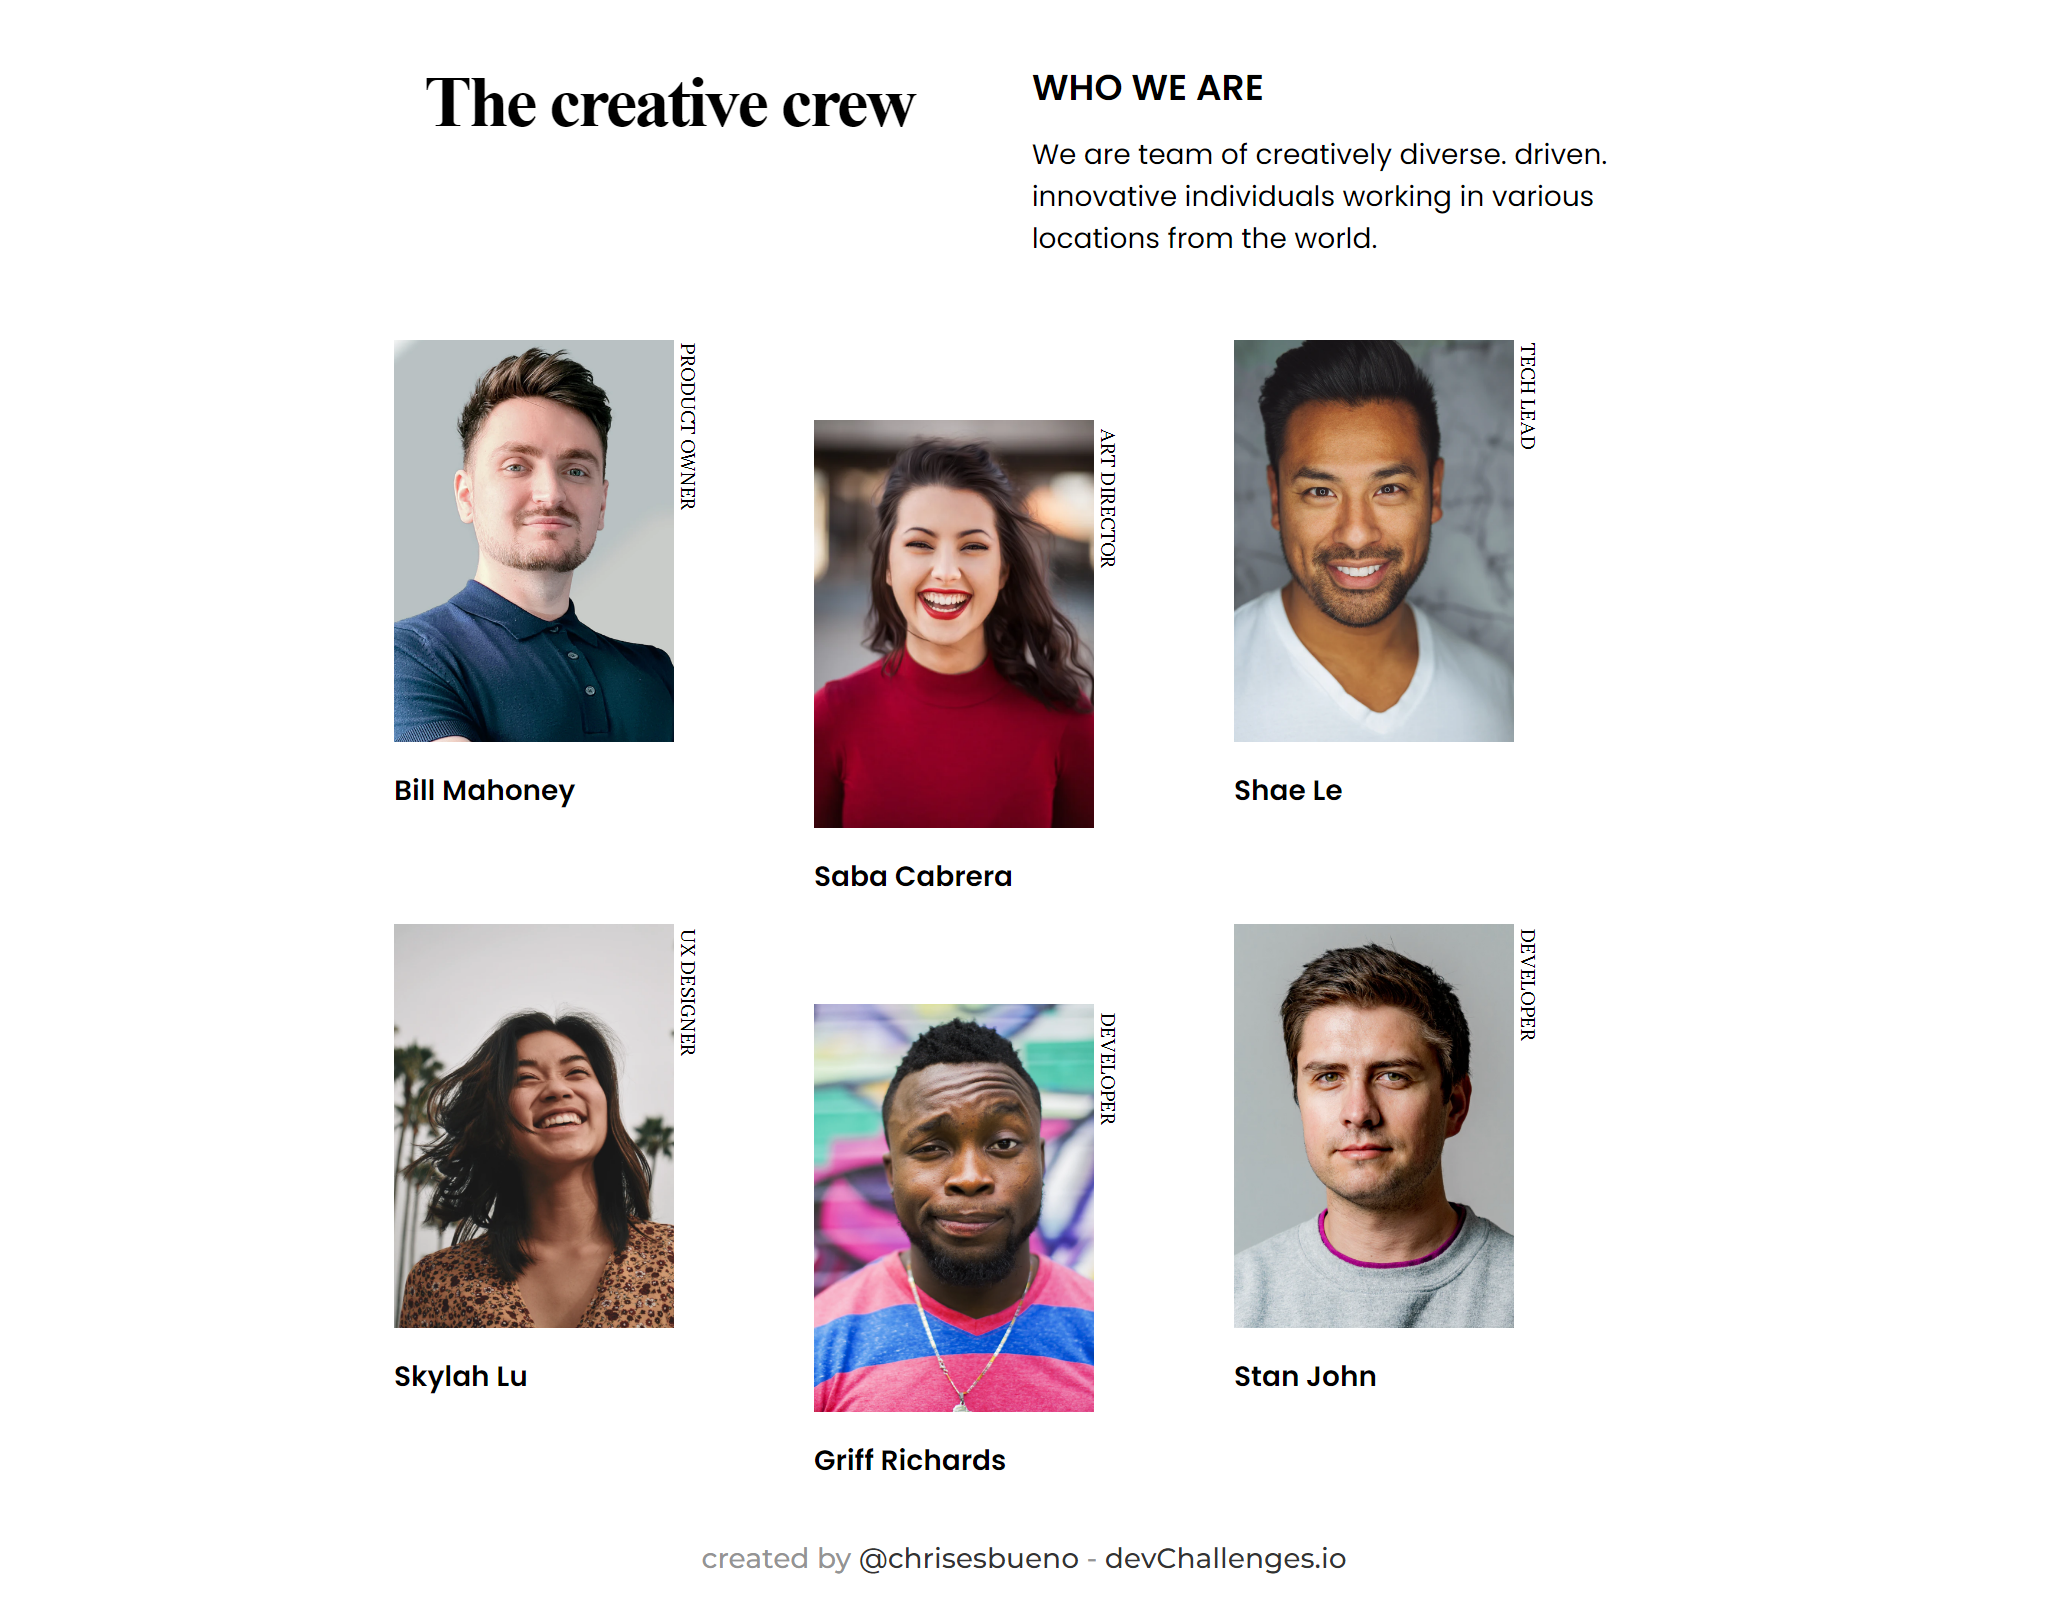 The creative crew
WHO WE ARE
We are team of creatively diverse. driven.
innovative individuals working in various
locations from the world.
PRODUCT OWNER
Bill Mahoney
ART DIRECTOR
Saba Cabrera
TECH LEAD
Shae Le
UX DESIGNER
Skylah Lu
DEVELOPER
Griff Richards
DEVELOPER
Stan John
created by @chrisesbueno - devChallenges.io